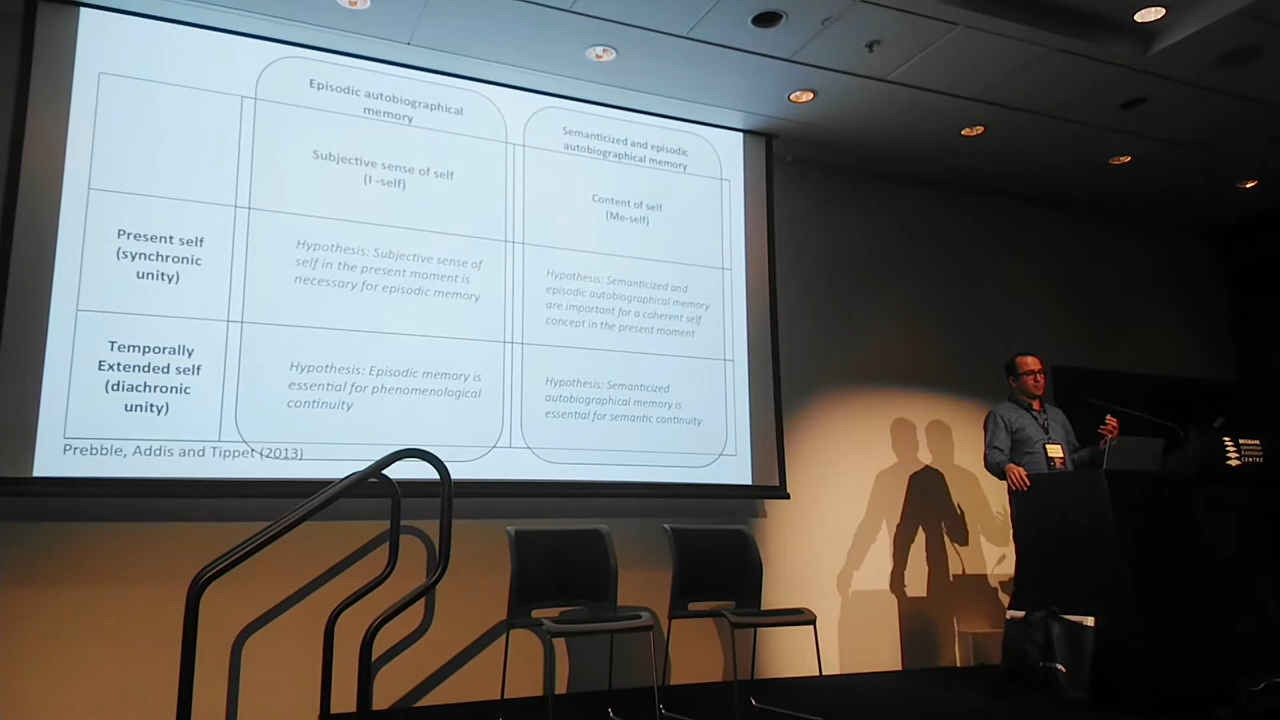 Episodic autobiographical
memory
Semanticized and episodic
autobiographical memory
Subjective sense of self
(I -self)
Content of self
(Me-self)
Present self
(synchronic
unity)
Hypothesis: Subjective sense of
self in the present moment is
necessary for episodic memory
Hypothesis: Semanticized and
episodic autobiographical memory
are important for a coherent self
concept in the present moment
Temporally
Extended self
(diachronic
unity)
Hypothesis: Episodic memory is
essential for phenomenological
continuity
Hypothesis: Semanticized
autobiographical memory is
essential for semantic continuity
Prebble, Addis and Tippet (2013)
BRISBANE
Convention
Exhibition
CENTRE